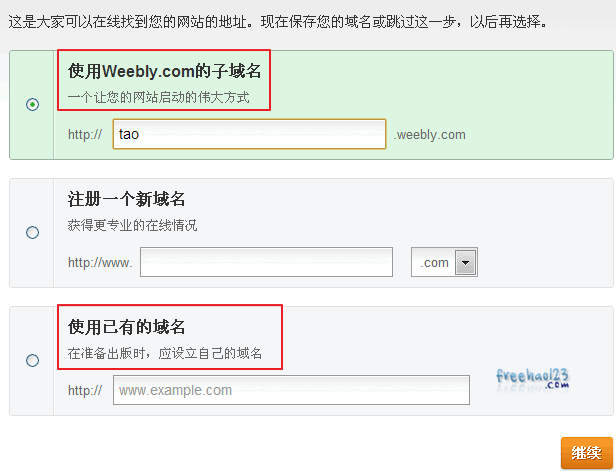 这是大家可以在线找到您的网站的地址。现在保存您的域名或跳过这一步，以后再选择。
使用Weebly.com的子域名
一个让您的网站启动的伟大方式
http:// tao .weebly.com
注册一个新域名
获得更专业的在线情况
http://www. .com
使用已有的域名
在准备出版时，应设立自己的域名
http:// www.example.com
freehao123
.com
继续